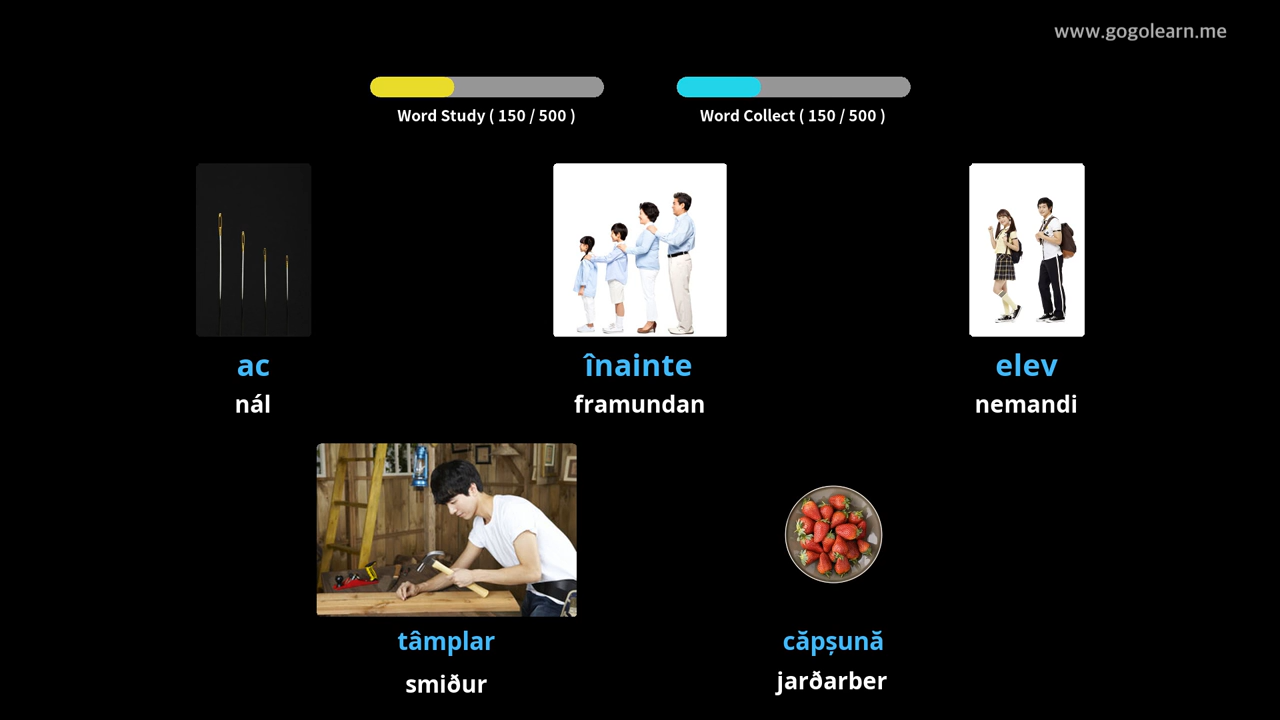 www.gogolearn.me
Word Study ( 150 / 500 )
Word Collect ( 150 / 500 )
ac
nál
înainte
framundan
elev
nemandi
tâmplar
smiður
căpșună
jarðarber